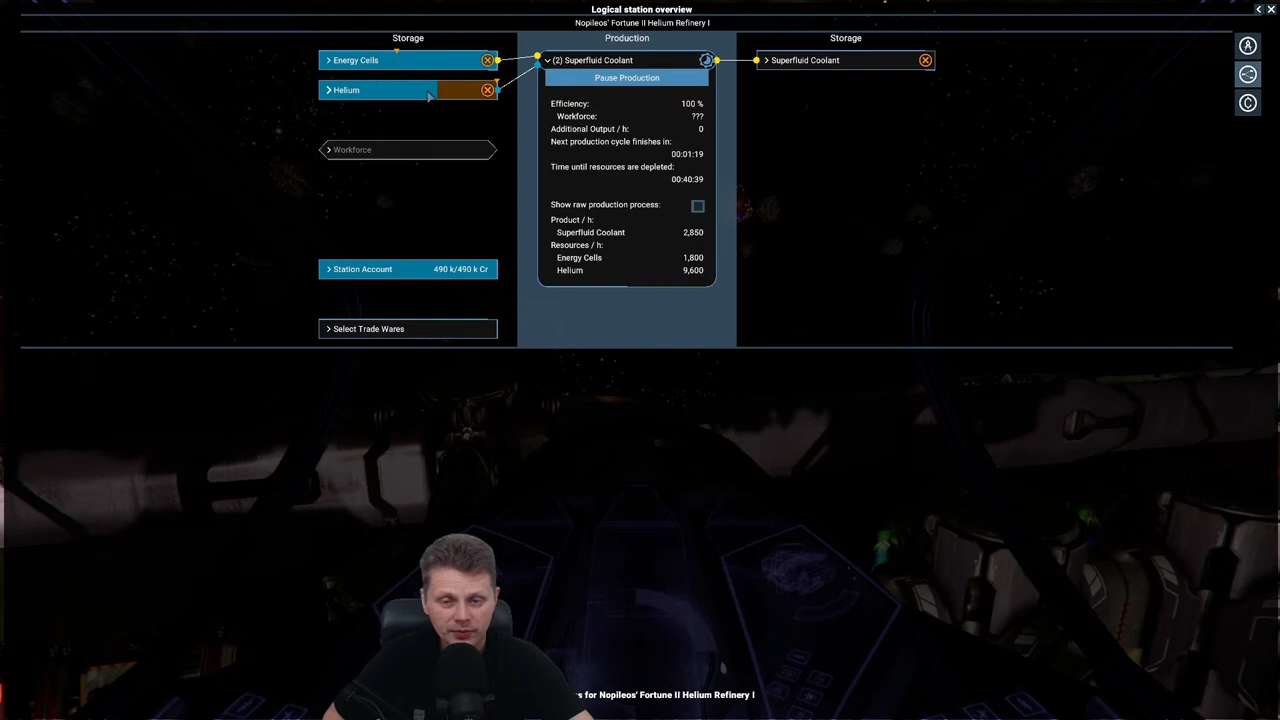 Logical station overview
Nopileos' Fortune II Helium Refinery I
Storage
Production
Storage
Energy Cells
(2) Superfluid Coolant
Superfluid Coolant
Pause Production
Helium
Efficiency: 100 %
Workforce: ???
Additional Output / h: 0
Next production cycle finishes in:
00:01:19
Workforce
Time until resources are depleted:
00:40:39
Show raw production process:
Product / h:
Superfluid Coolant 2,850
Resources / h:
Energy Cells 1,800
Helium 9,600
Station Account 490 k/490 k Cr
Select Trade Wares
for Nopileos' Fortune II Helium Refinery I